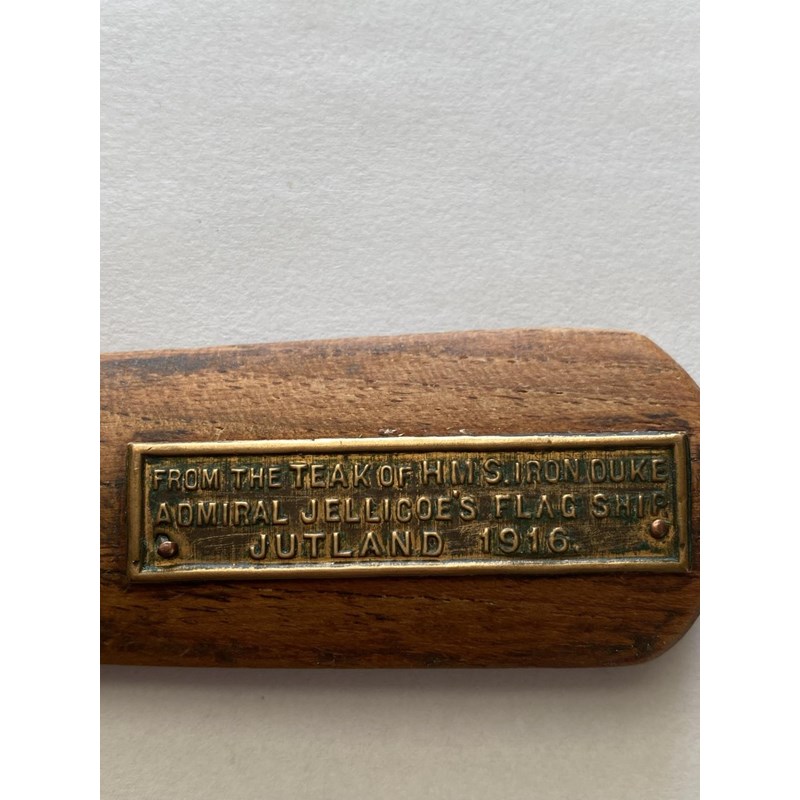 FROM THE TEAK OF H.M.S. IRON DUKE
ADMIRAL JELLICOE'S FLAG SHIP
JUTLAND 1916.